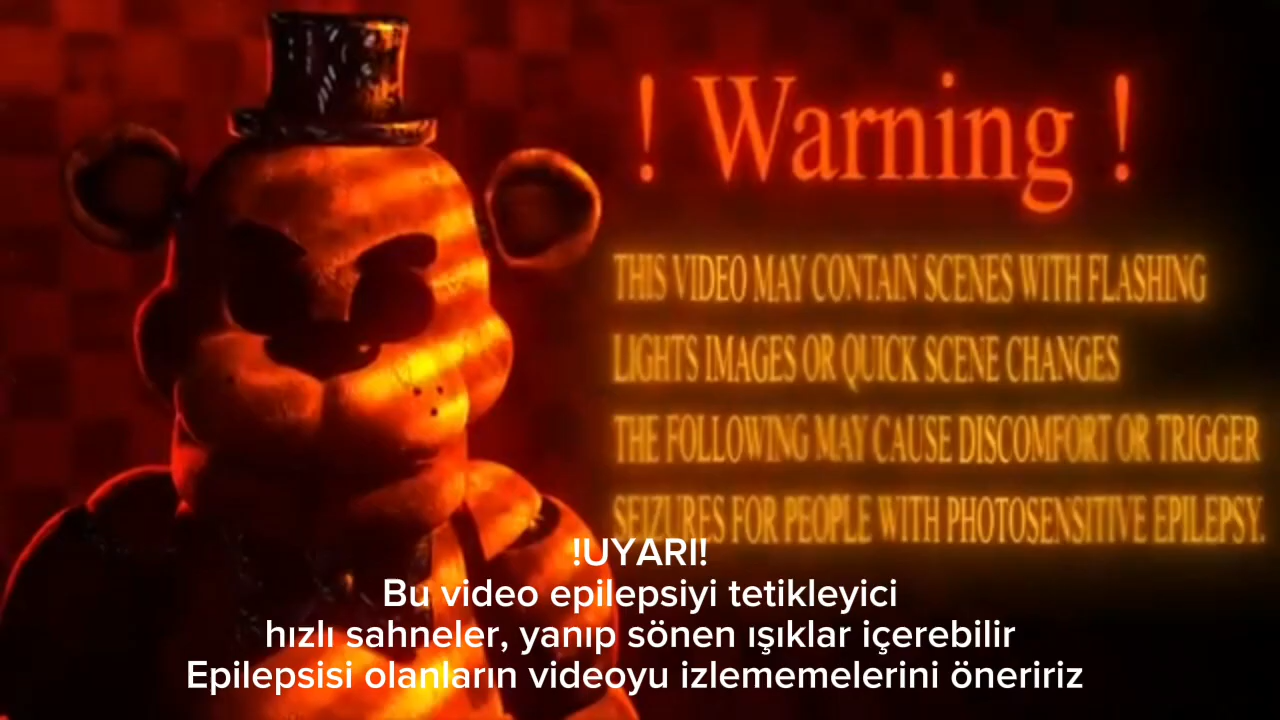 ! Warning !
THIS VIDEO MAY CONTAIN SCENES WITH FLASHING
LIGHTS IMAGES OR QUICK SCENE CHANGES
THE FOLLOWING MAY CAUSE DISCOMFORT OR TRIGGER
SEIZURES FOR PEOPLE WITH PHOTOSENSITIVE EPILEPSY.
!UYARI!
Bu video epilepsiyi tetikleyici
hızlı sahneler, yanıp sönen ışıklar içerebilir
Epilepsisi olanların videoyu izlememelerini öneririz